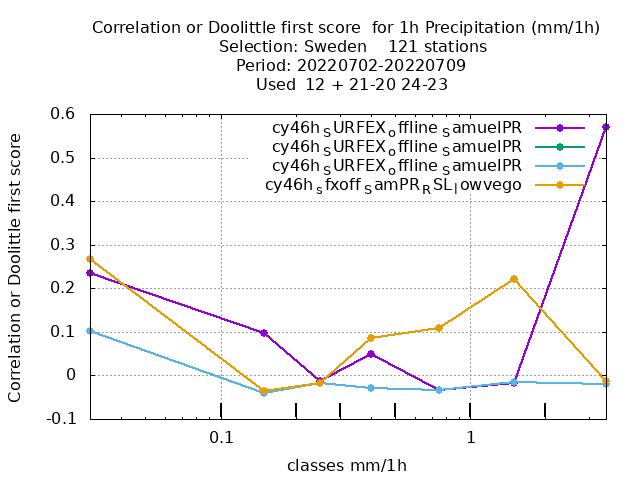 Correlation or Doolittle first score  for 1h Precipitation (mm/1h)
Selection: Sweden    121 stations
Period: 20220702-20220709
Used 12 + 21-20 24-23
cy46h_SURFEX_offline_SamuelPR
cy46h_SURFEX_offline_SamuelPR
cy46h_SURFEX_offline_SamuelPR
cy46h_sfxoff_SamPR_RSL_lowvego
Correlation or Doolittle first score
0.6
0.5
0.4
0.3
0.2
0.1
0
-0.1
0.1
1
classes mm/1h